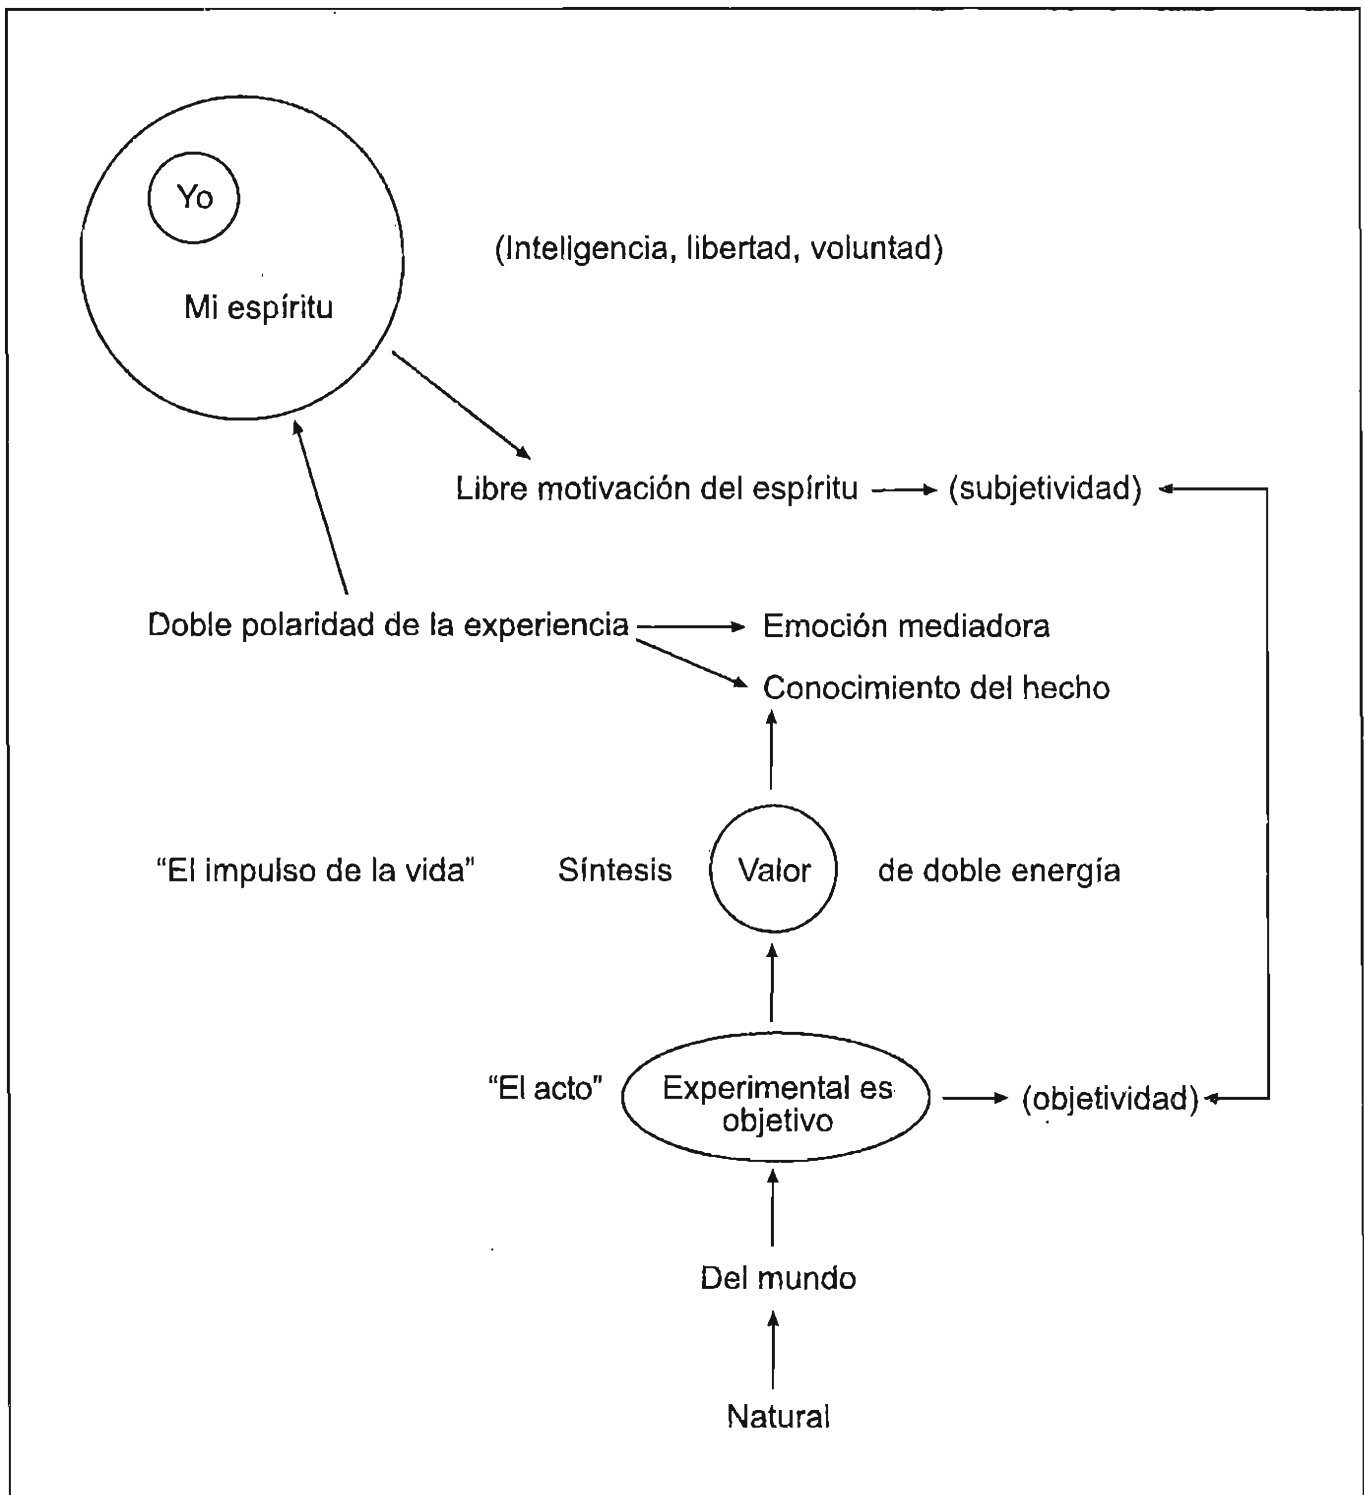 Yo
(Inteligencia, libertad, voluntad)
Mi espíritu
Libre motivación del espíritu (subjetividad)
Doble polaridad de la experiencia Emoción mediadora
Conocimiento del hecho
“El impulso de la vida” Síntesis Valor de doble energía
“El acto” Experimental es
objetivo
(objetividad)
Del mundo
Natural